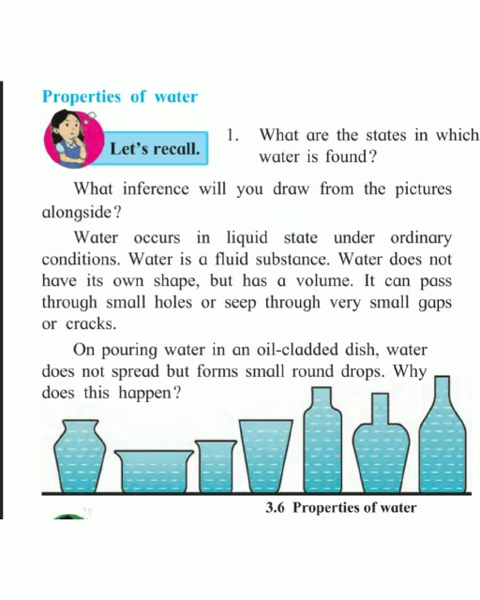 Properties of water
Let's recall.
1. What are the states in which
water is found?
What inference will you draw from the pictures
alongside?
Water occurs in liquid state under ordinary
conditions. Water is a fluid substance. Water does not
have its own shape, but has a volume. It can pass
through small holes or seep through very small gaps
or cracks.
On pouring water in an oil-cladded dish, water
does not spread but forms small round drops. Why
does this happen?
3.6 Properties of water